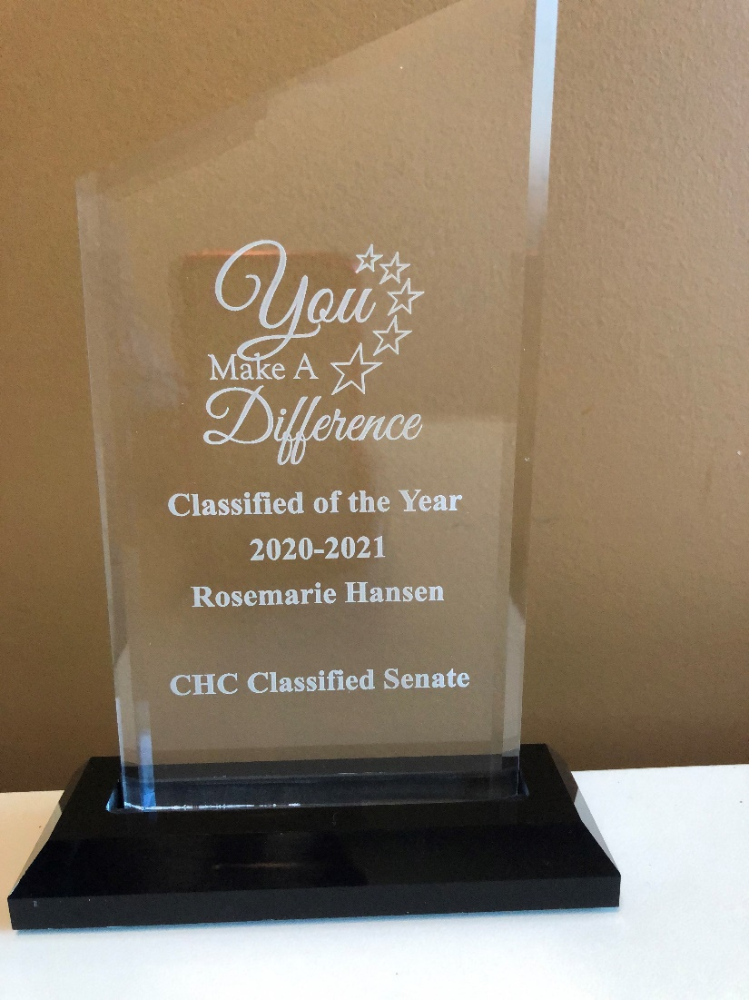 You
Make A
Difference
Classified of the Year
2020-2021
Rosemarie Hansen
CHC Classified Senate